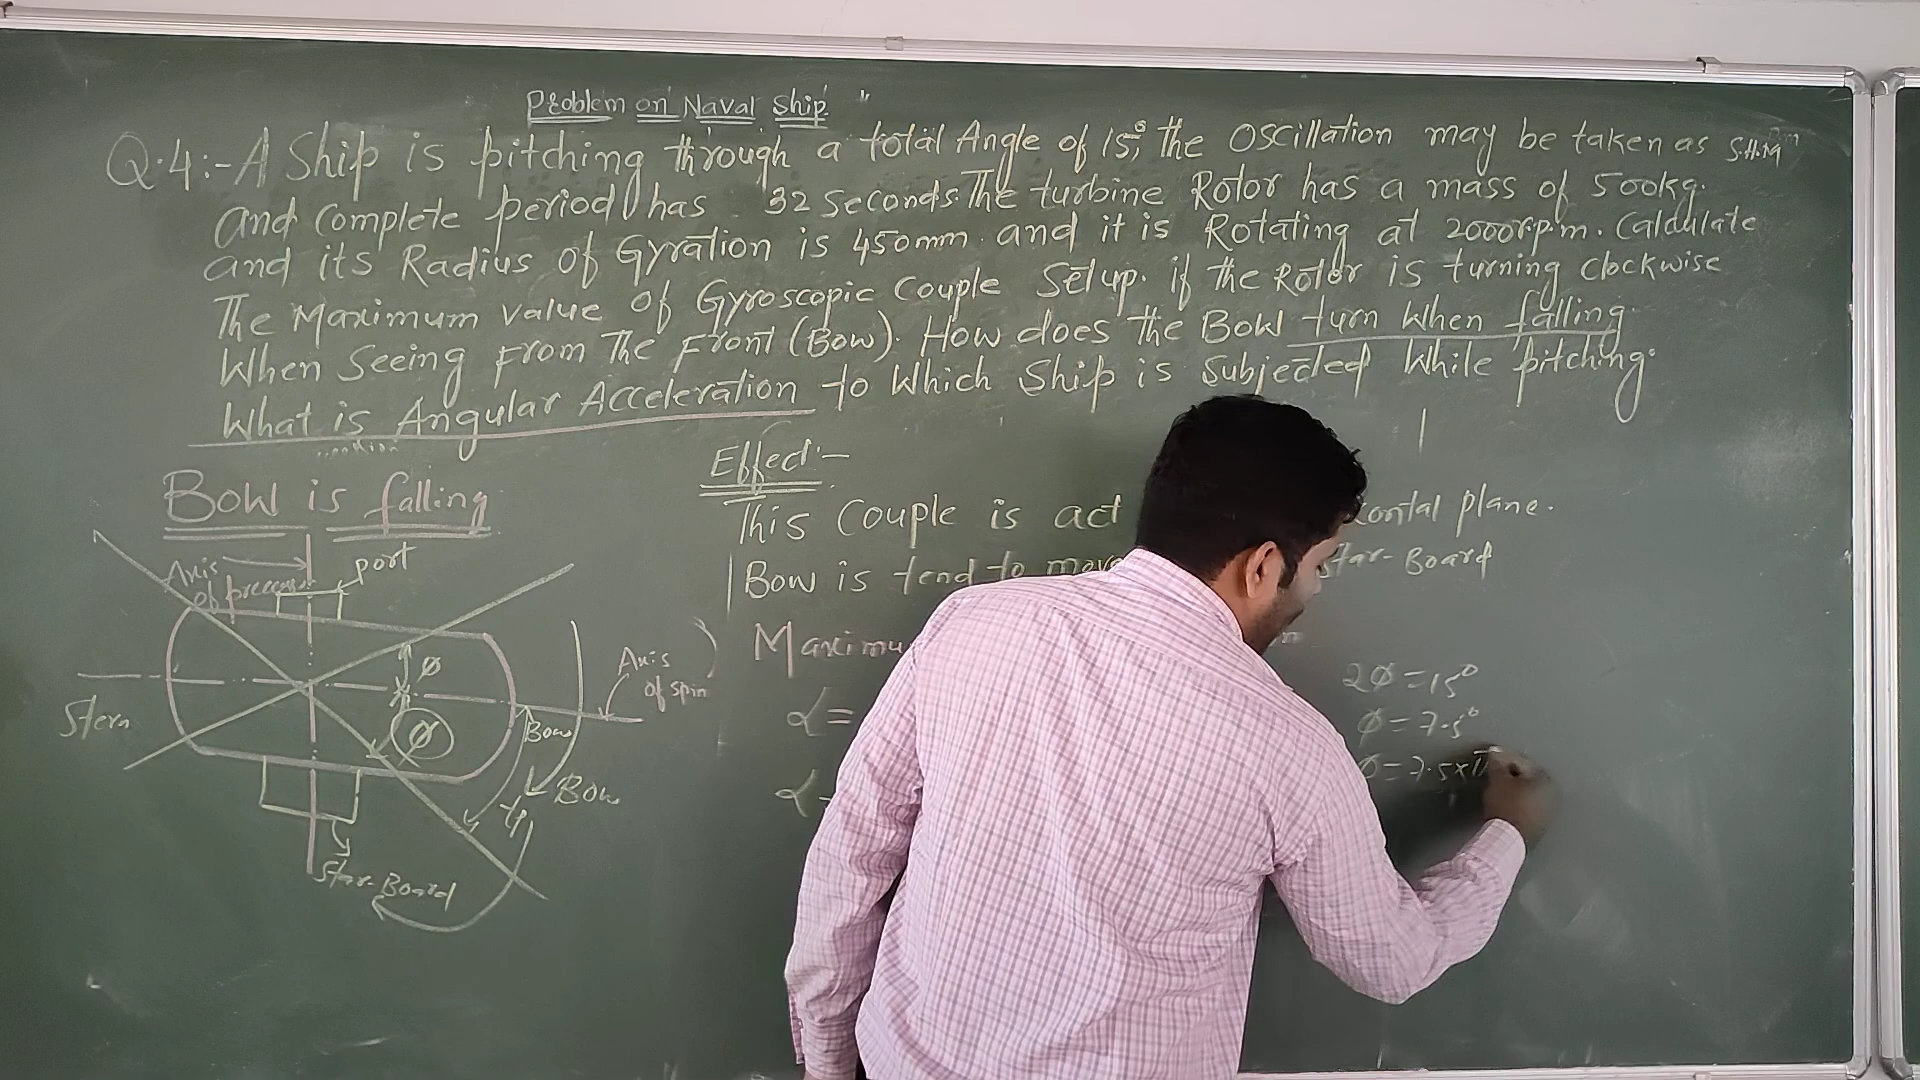 Problem on Naval Ship "
Q.4:- A Ship is pitching through a total Angle of 15°, the Oscillation may be taken as S.H.M
and Complete period has 32 Seconds. The turbine Rotor has a mass of 500kg.
and its Radius of Gyration is 450mm. and it is Rotating at 2000r.p.m. Calculate
The Maximum value of Gyroscopic Couple Setup. if the Rotor is turning Clockwise
When Seeing From The Front (Bow). How does the Bow turn When falling.
What is Angular Acceleration to Which Ship is Subjected While pitching.
Bow is falling
Axis of
port
Axis of spin
φ
φ
Stern
Bow
Bow
Star-Board
Effect:-
This Couple is act plane.
Bow is tend to Star-Board
α =
α
2φ = 15°
φ = 7.5°
φ = 7.5×π